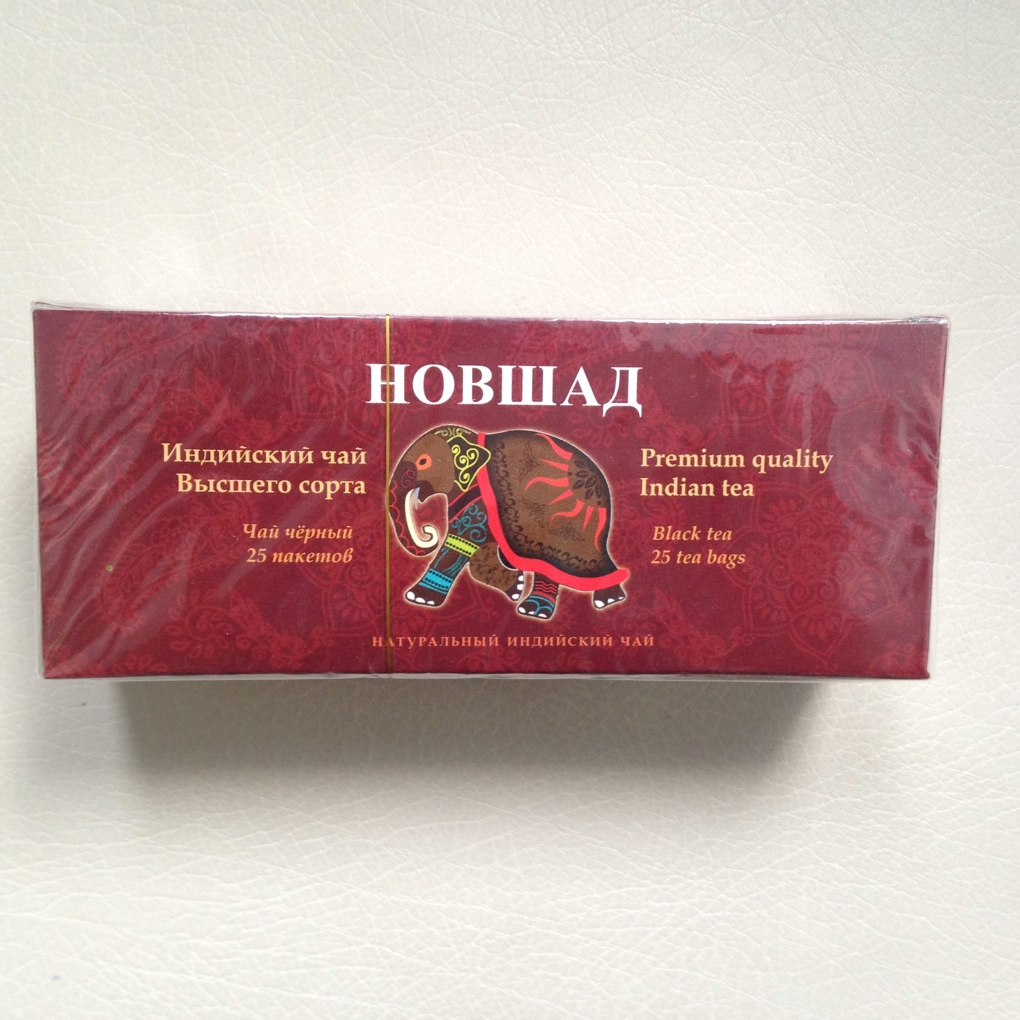 НОВШАД
Индийский чай
Высшего сорта
Чай чёрный
25 пакетов
Premium quality
Indian tea
Black tea
25 tea bags
НАТУРАЛЬНЫЙ ИНДИЙСКИЙ ЧАЙ